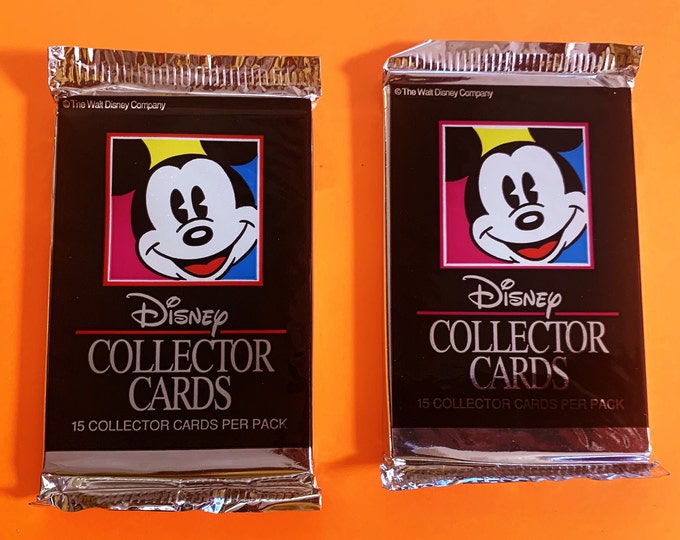 ©The Walt Disney Company
Disney
COLLECTOR
CARDS
15 COLLECTOR CARDS PER PACK
©The Walt Disney Company
Disney
COLLECTOR
CARDS
15 COLLECTOR CARDS PER PACK